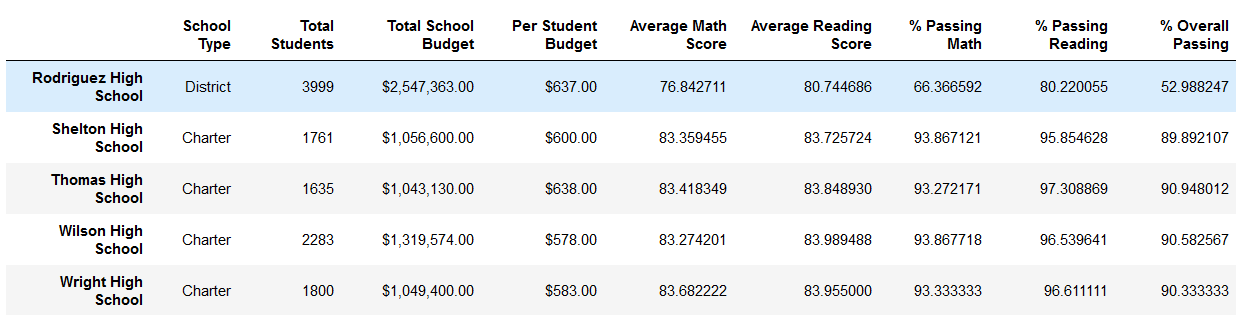 School Type Total Students Total School Budget Per Student Budget Average Math Score Average Reading Score % Passing Math % Passing Reading % Overall Passing
Rodriguez High School District 3999 $2,547,363.00 $637.00 76.842711 80.744686 66.366592 80.220055 52.988247
Shelton High School Charter 1761 $1,056,600.00 $600.00 83.359455 83.725724 93.867121 95.854628 89.892107
Thomas High School Charter 1635 $1,043,130.00 $638.00 83.418349 83.848930 93.272171 97.308869 90.948012
Wilson High School Charter 2283 $1,319,574.00 $578.00 83.274201 83.989488 93.867718 96.539641 90.582567
Wright High School Charter 1800 $1,049,400.00 $583.00 83.682222 83.955000 93.333333 96.611111 90.333333